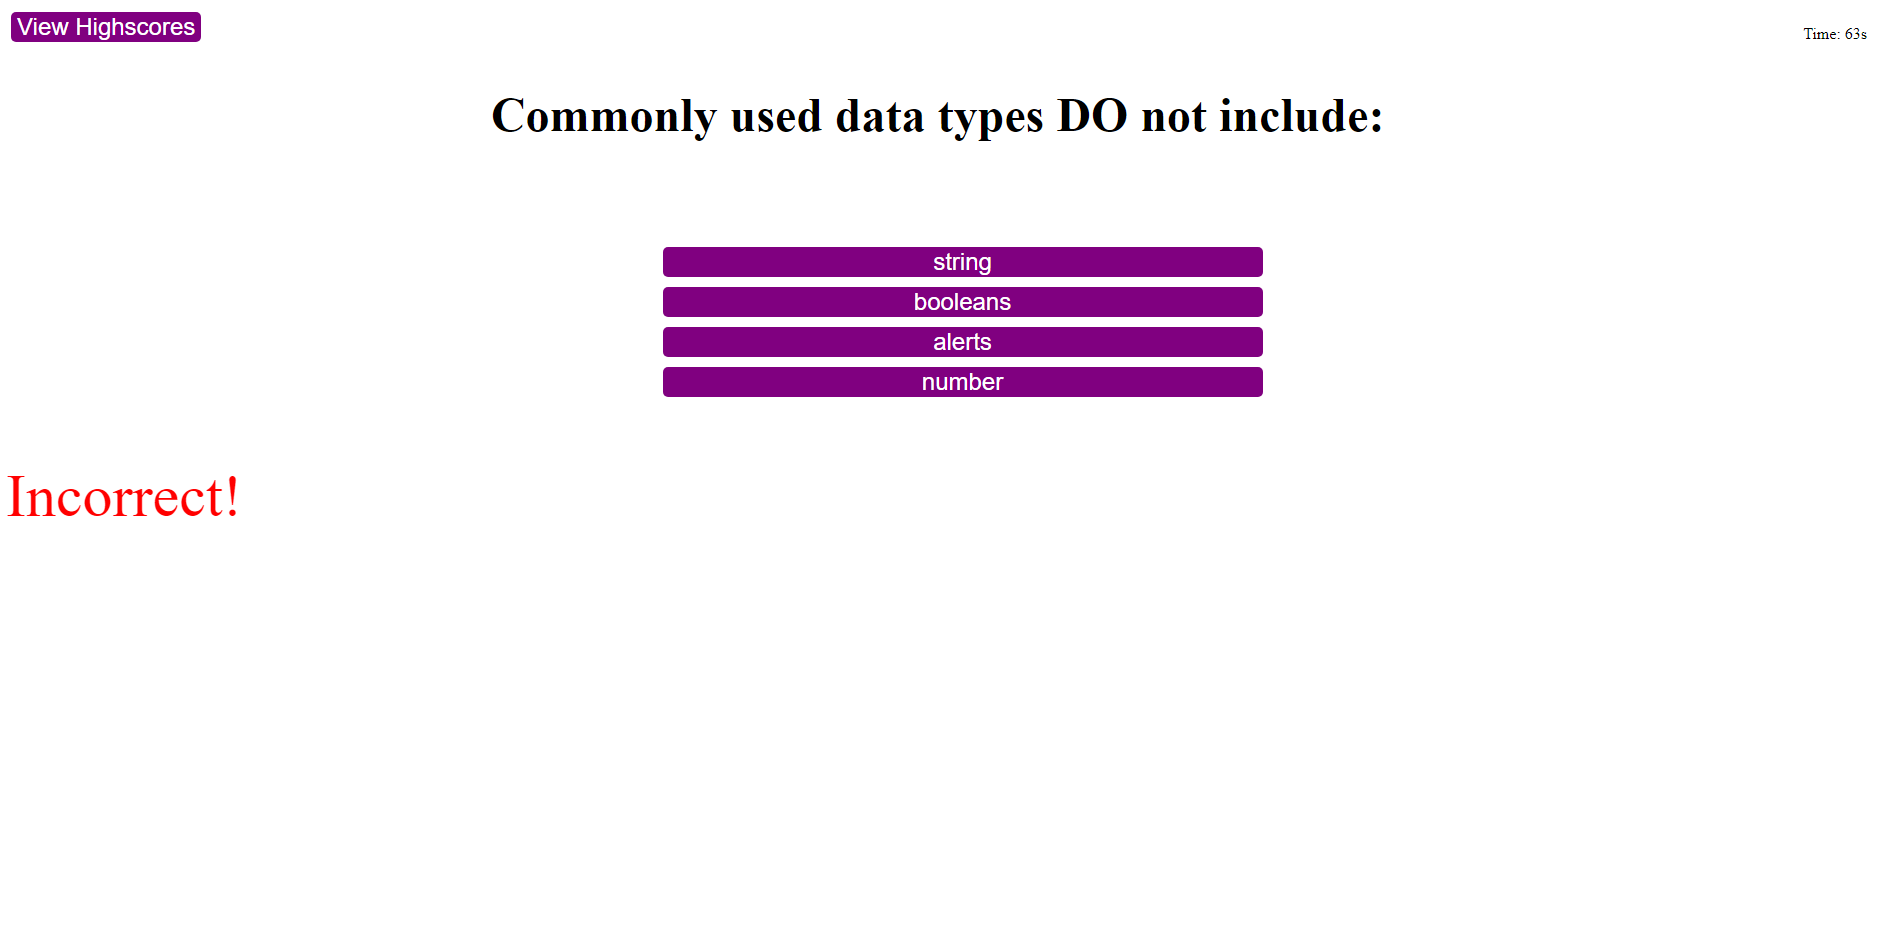 View Highscores
Time: 63s
Commonly used data types DO not include:
string
booleans
alerts
number
Incorrect!